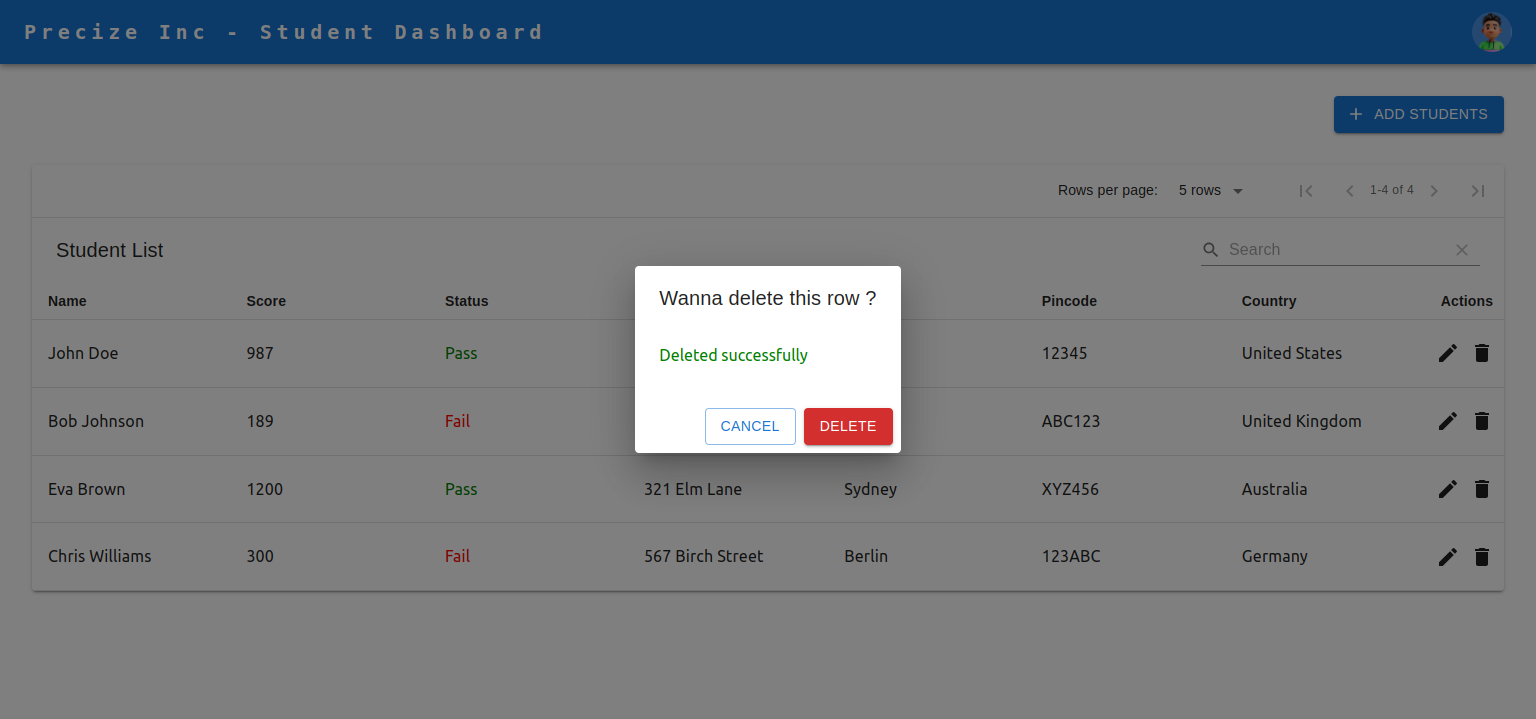 Precize Inc - Student Dashboard
+ ADD STUDENTS
Rows per page: 5 rows 1-4 of 4
Student List Search
Wanna delete this row ?
Deleted successfully
CANCEL DELETE
Name Score Status Pincode Country Actions
John Doe 987 Pass 12345 United States
Bob Johnson 189 Fail ABC123 United Kingdom
Eva Brown 1200 Pass 321 Elm Lane Sydney XYZ456 Australia
Chris Williams 300 Fail 567 Birch Street Berlin 123ABC Germany